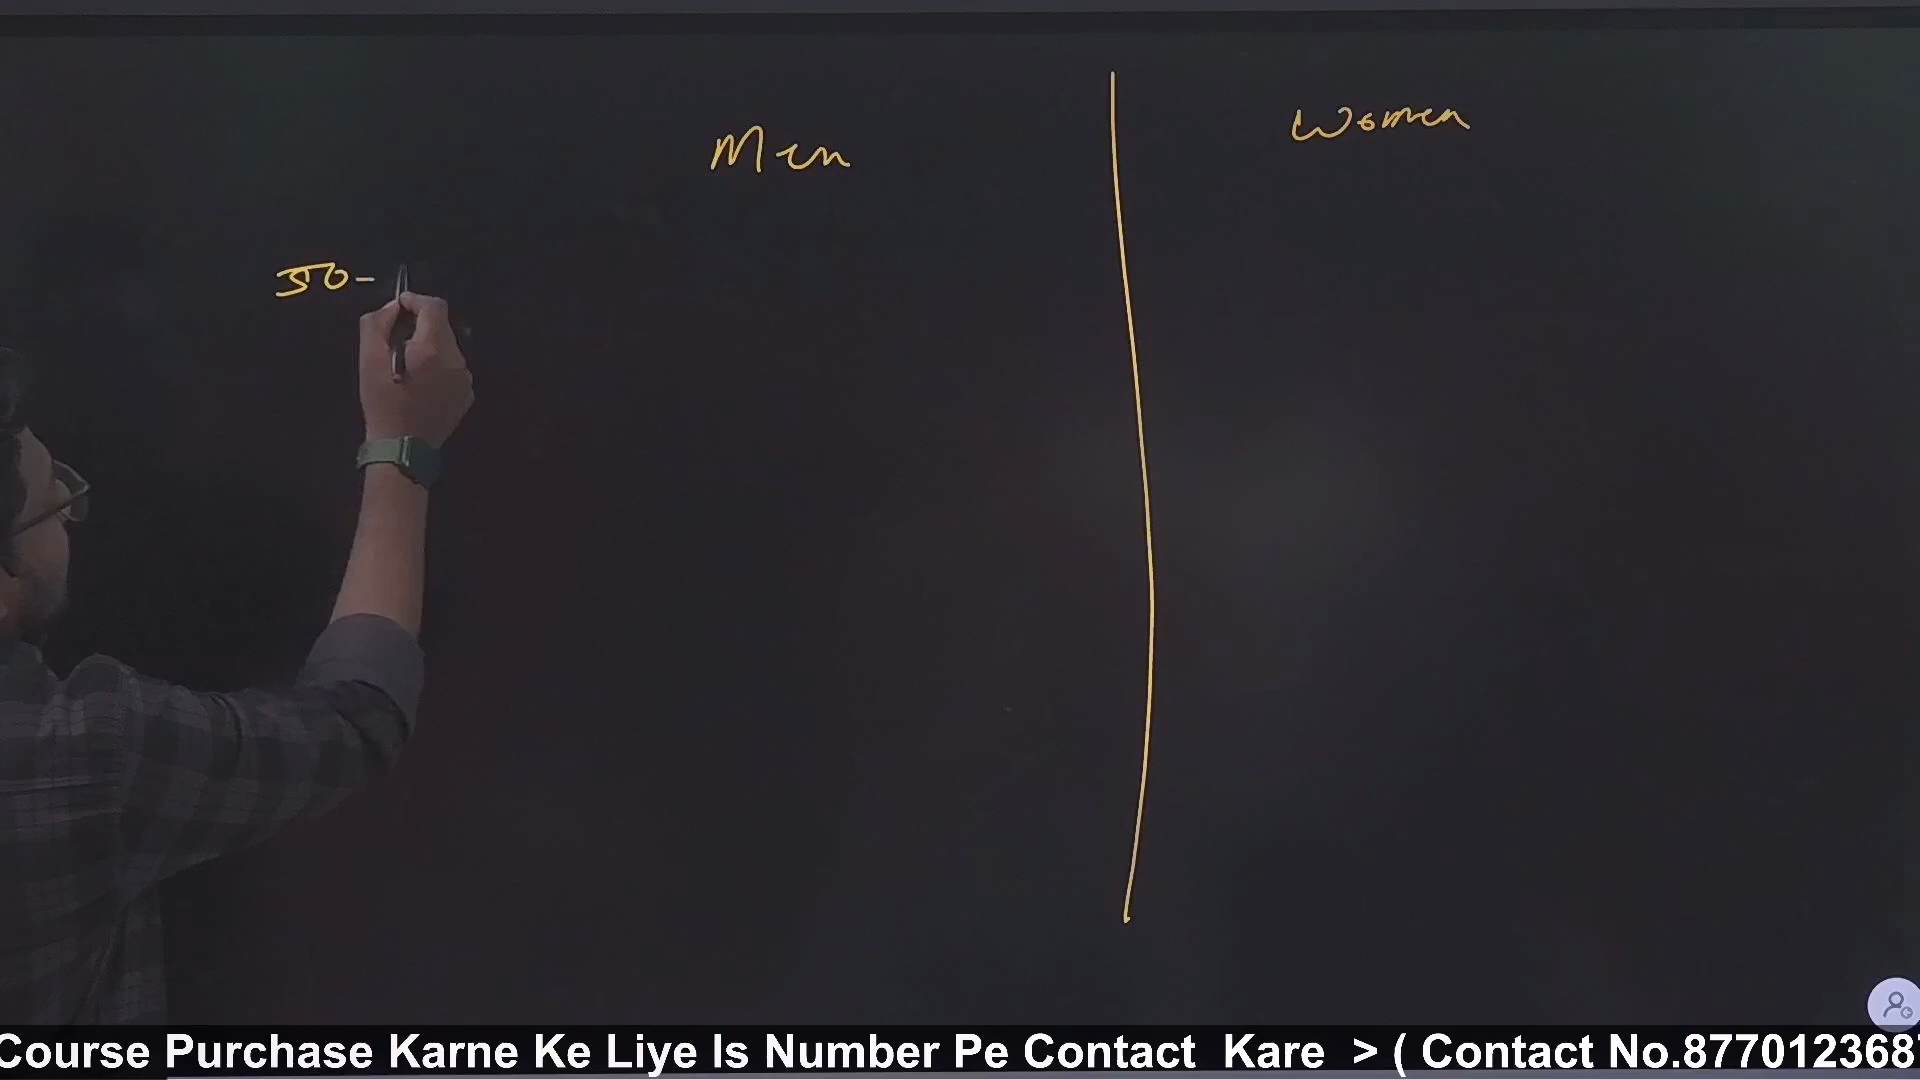 Men
Women
50-
Course Purchase Karne Ke Liye Is Number Pe Contact Kare > ( Contact No.877012368